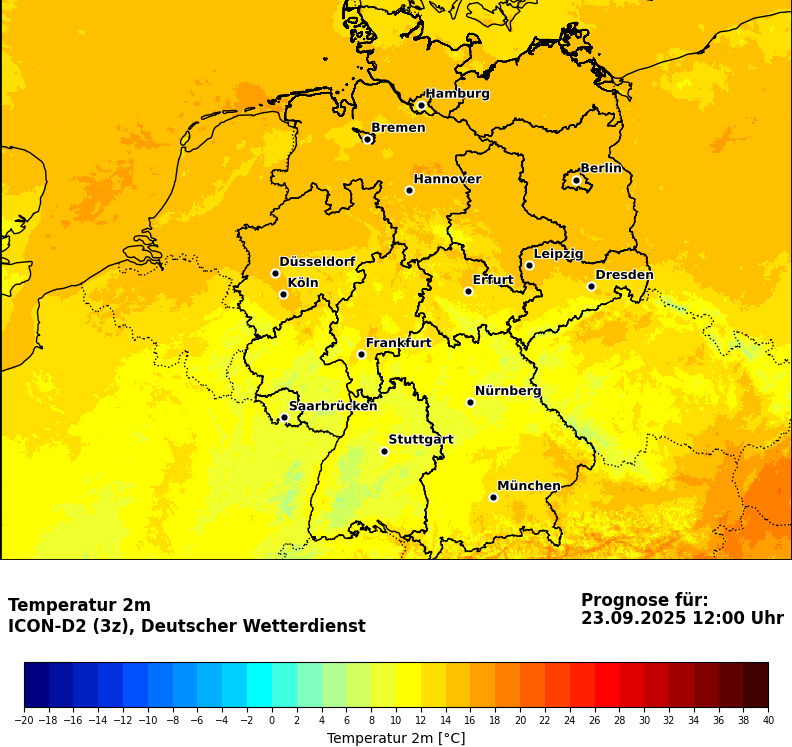 Hamburg
Bremen
Berlin
Hannover
Leipzig
Düsseldorf
Dresden
Köln
Erfurt
Frankfurt
Nürnberg
Saarbrücken
Stuttgart
München
Temperatur 2m
ICON-D2 (3z), Deutscher Wetterdienst
Prognose für:
23.09.2025 12:00 Uhr
−20 −18 −16 −14 −12 −10 −8 −6 −4 −2 0 2 4 6 8 10 12 14 16 18 20 22 24 26 28 30 32 34 36 38 40
Temperatur 2m [°C]